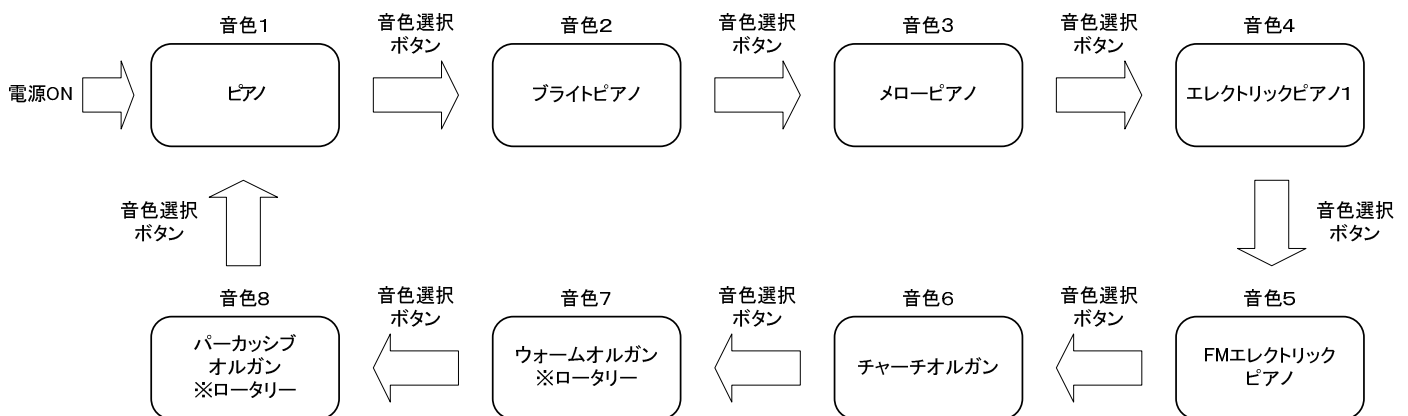 音色1
音色選択
ボタン
音色2
音色選択
ボタン
音色3
音色選択
ボタン
音色4
電源ON
ピアノ
ブライトピアノ
メローピアノ
エレクトリックピアノ1
音色選択
ボタン
音色選択
ボタン
音色8
音色選択
ボタン
音色7
音色選択
ボタン
音色6
音色選択
ボタン
音色5
パーカッシブ
オルガン
※ロータリー
ウォームオルガン
※ロータリー
チャーチオルガン
FMエレクトリック
ピアノ